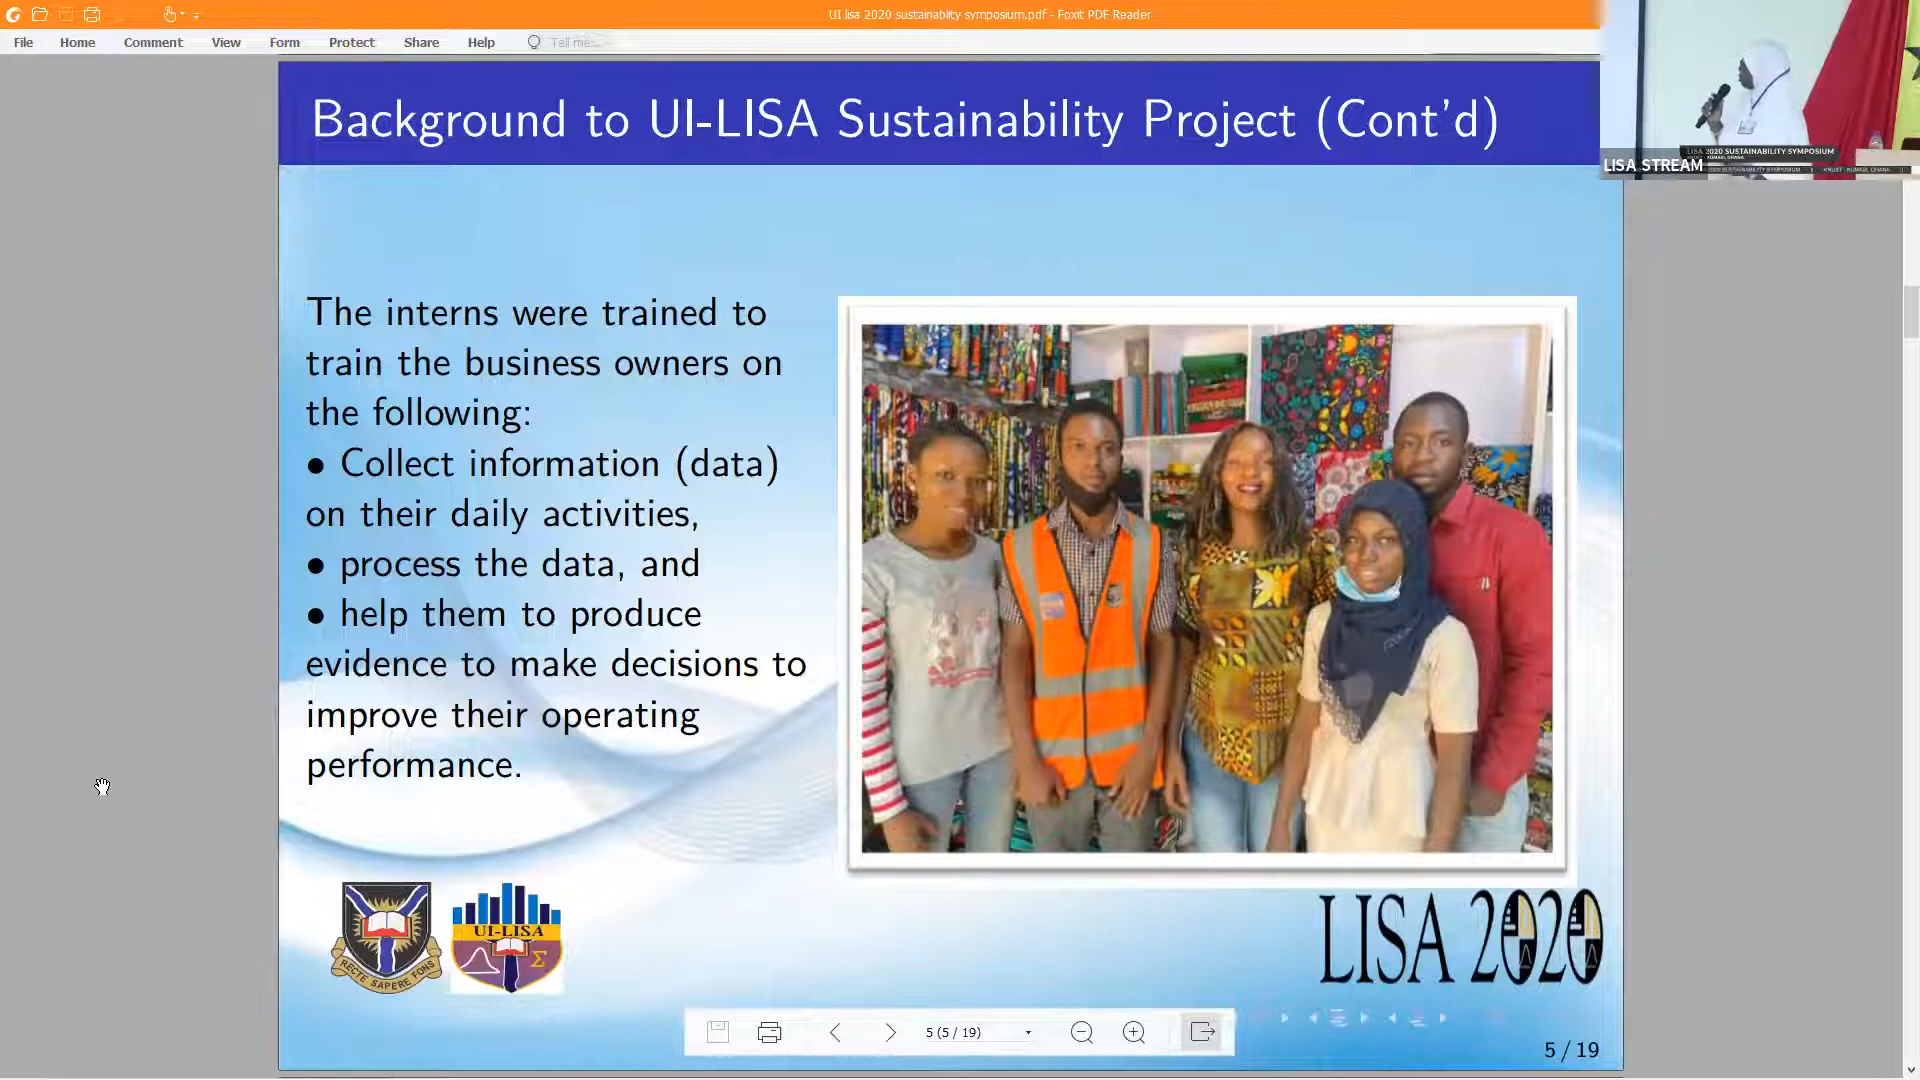 UI lisa 2020 sustainablity symposium.pdf - Foxit PDF Reader
File Home Comment View Form Protect Share Help Tell me...
Background to UI-LISA Sustainability Project (Cont'd)
LISA 2020 SUSTAINABILITY SYMPOSIUM
KNUST - KUMASI, GHANA
LISA STREAM
The interns were trained to
train the business owners on
the following:
• Collect information (data)
on their daily activities,
• process the data, and
• help them to produce
evidence to make decisions to
improve their operating
performance.
RECTE SAPERE FONS
UI-LISA
Σ
LISA 2020
5 (5 / 19)
5 / 19